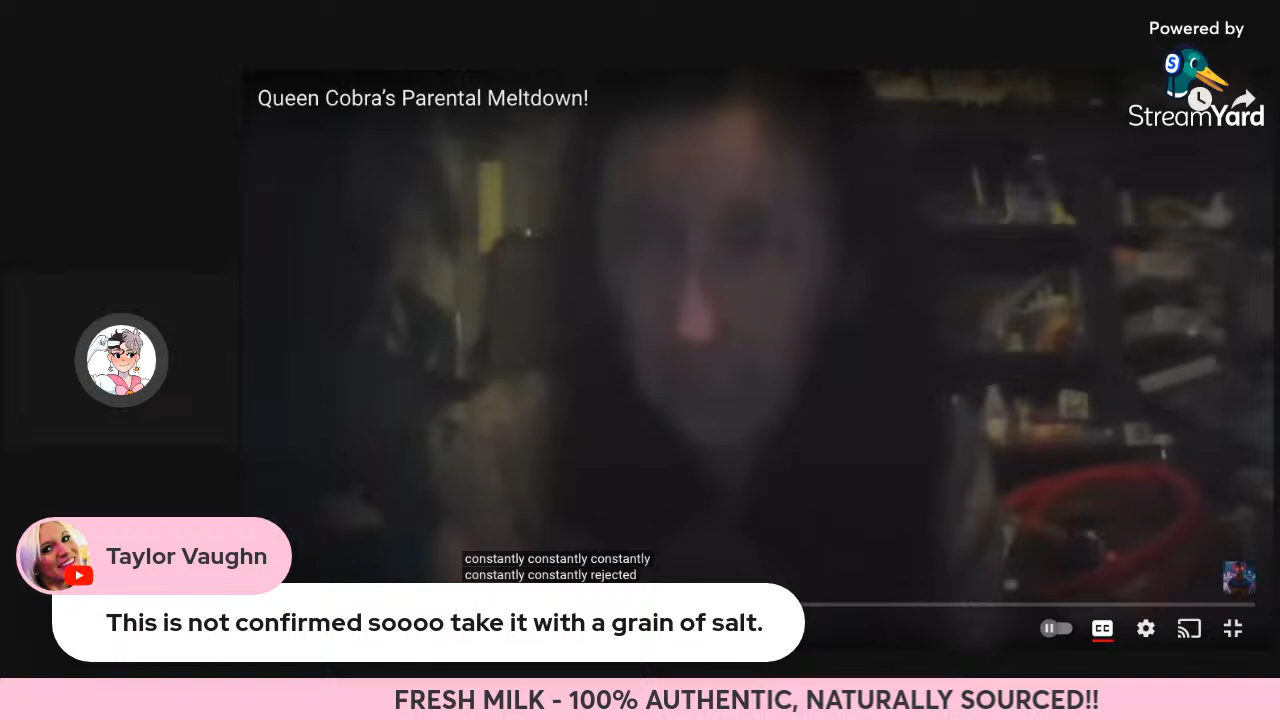 Powered by
StreamYard
Queen Cobra's Parental Meltdown!
constantly constantly constantly
constantly constantly rejected
CC
Taylor Vaughn
This is not confirmed soooo take it with a grain of salt.
FRESH MILK - 100% AUTHENTIC, NATURALLY SOURCED!!